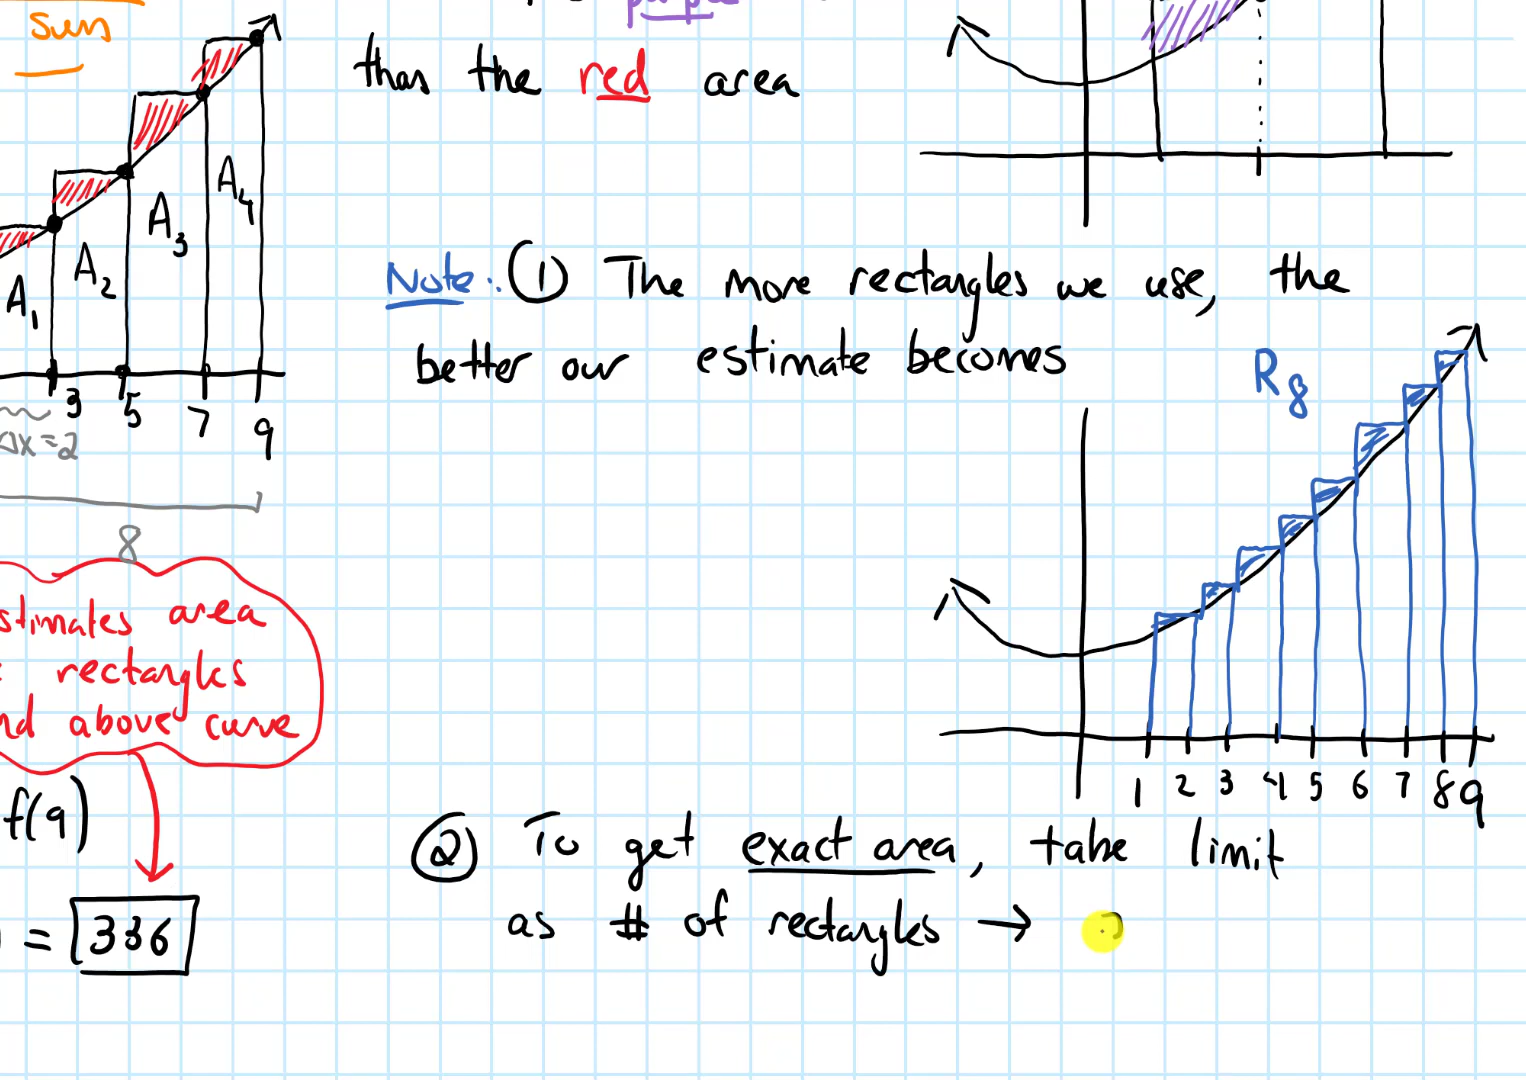 sum
than the red area
A₁ A₂ A₃ A₄
3 5 7 9
Δx=2
8
area
rectangles
above curve
f(9)
= 336
Note: ① The more rectangles we use, the
better our estimate becomes
R₈
1 2 3 4 5 6 7 8 9
② To get exact area, take limit
as # of rectangles →